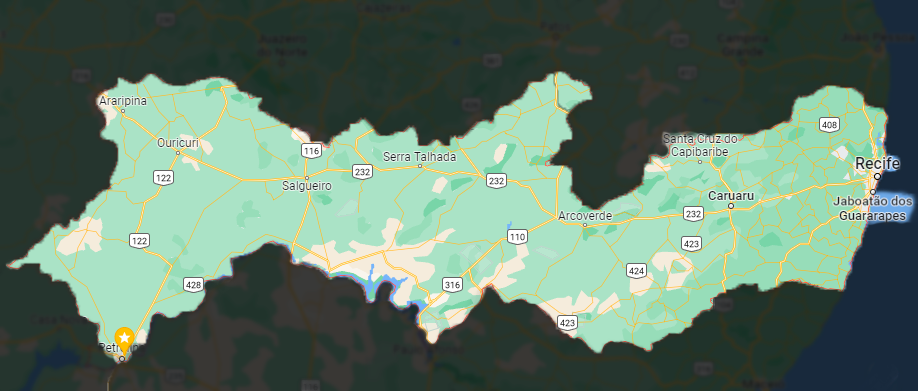 408
Araripina
Santa Cruz do
Capibaribe
Ouricuri
116
Serra Talhada
Recife
122
232
232
Salgueiro
Caruaru
Jaboatão dos
Guararapes
232
Arcoverde
110
122
423
424
428
316
423